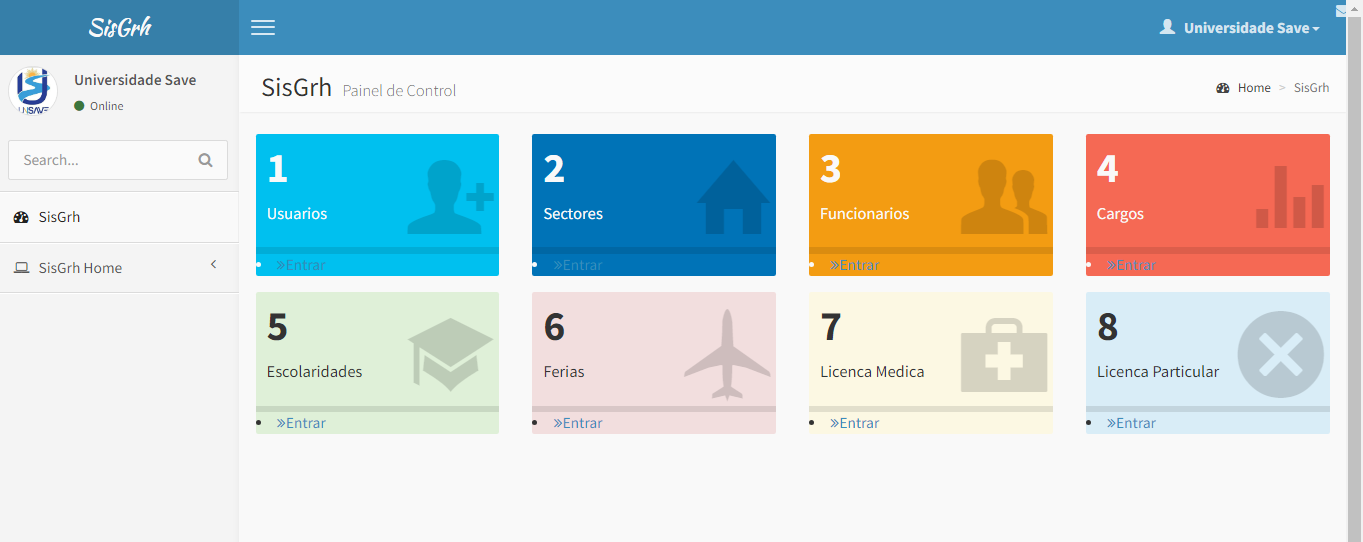 SisGrh
Universidade Save
Universidade Save
Online
Search...
SisGrh
SisGrh Home
SisGrh Painel de Control
Home > SisGrh
1
Usuarios
Entrar
2
Sectores
Entrar
3
Funcionarios
Entrar
4
Cargos
Entrar
5
Escolaridades
Entrar
6
Ferias
Entrar
7
Licenca Medica
Entrar
8
Licenca Particular
Entrar